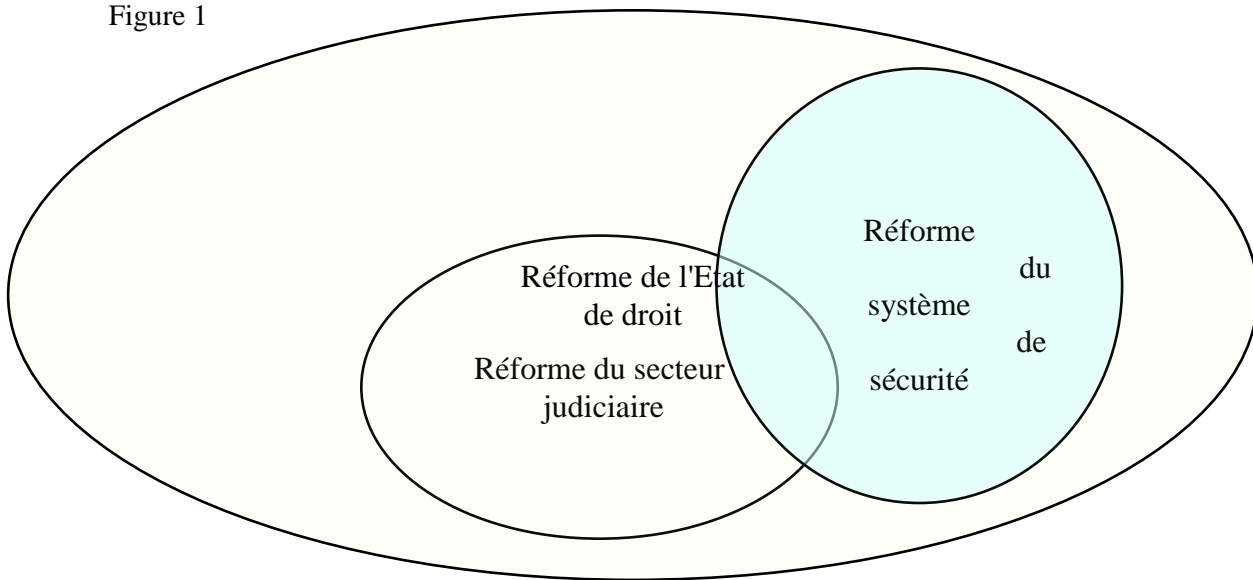 Figure 1
Réforme de l'Etat
de droit
Réforme du secteur
judiciaire
Réforme
du
système
de
sécurité